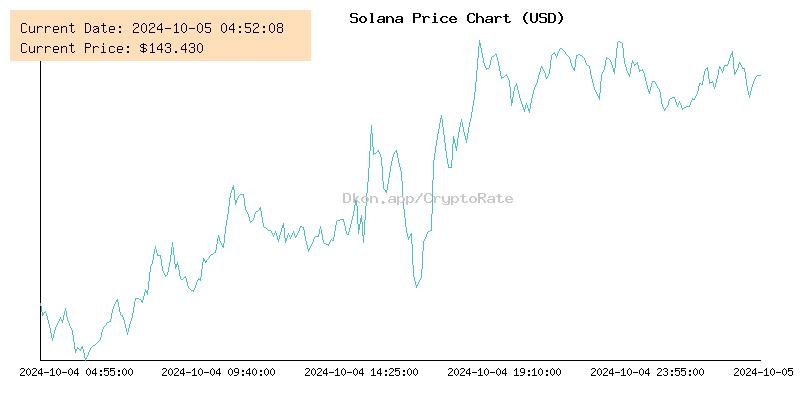 Solana Price Chart (USD)
Current Date: 2024-10-05 04:52:08
Current Price: $143.430
Dkon.app/CryptoRate
2024-10-04 04:55:00 2024-10-04 09:40:00 2024-10-04 14:25:00 2024-10-04 19:10:00 2024-10-04 23:55:00 2024-10-05